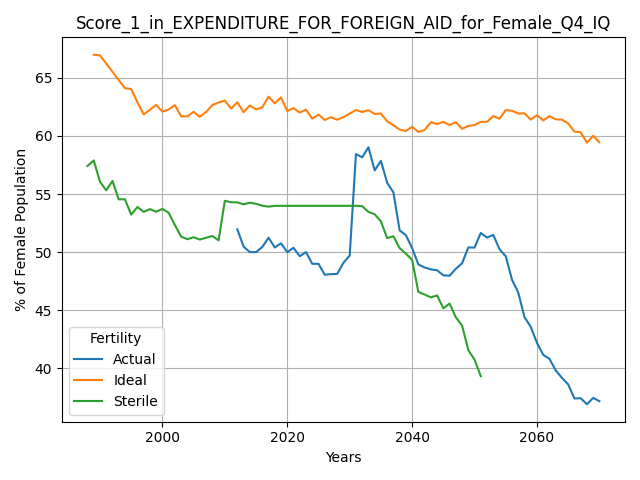 Score_1_in_EXPENDITURE_FOR_FOREIGN_AID_for_Female_Q4_IQ
% of Female Population
65
60
55
50
45
40
Fertility
Actual
Ideal
Sterile
2000
2020
2040
2060
Years